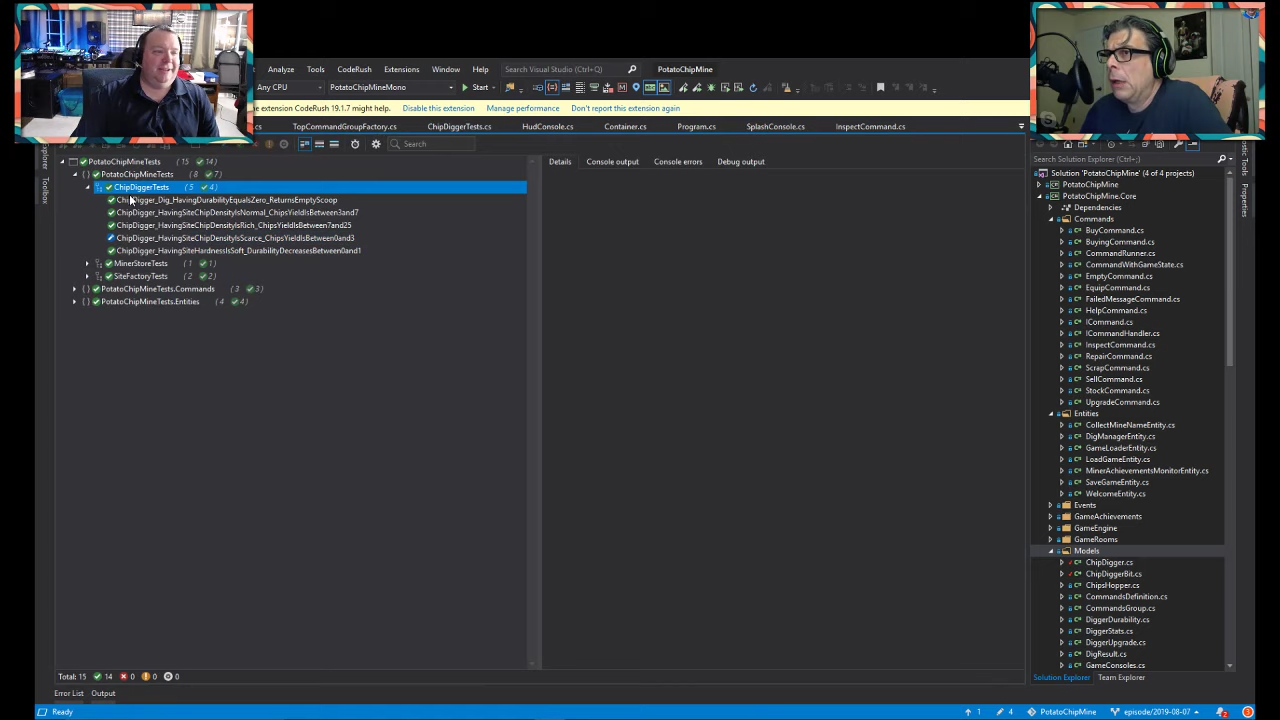 Analyze Tools CodeRush Extensions Window Help Search Visual Studio (Ctrl+Q) PotatoChipMine
Any CPU PotatoChipMineMono Start
he extension CodeRush 19.1.7 might help. Disable this extension Manage performance Don't report this extension again
.cs TopCommandGroupFactory.cs ChipDiggerTests.cs HudConsole.cs Container.cs Program.cs SplashConsole.cs InspectCommand.cs
Search
PotatoChipMineTests (15 14)
PotatoChipMineTests (8 7)
ChipDiggerTests (5 4)
ChipDigger_Dig_HavingDurabilityEqualsZero_ReturnsEmptyScoop
ChipDigger_HavingSiteChipDensityIsNormal_ChipsYieldIsBetween3and7
ChipDigger_HavingSiteChipDensityIsRich_ChipsYieldIsBetween7and25
ChipDigger_HavingSiteChipDensityIsScarce_ChipsYieldIsBetween0and3
ChipDigger_HavingSiteHardnessIsSoft_DurabilityDecreasesBetween0and1
MinerStoreTests (1 1)
SiteFactoryTests (2 2)
PotatoChipMineTests.Commands (3 3)
PotatoChipMineTests.Entities (4 4)
Total: 15 14 0 0 0
Error List Output
Ready
Details Console output Console errors Debug output
Toolbox
Search Solution Explorer (Ctrl+;)
Solution 'PotatoChipMine' (4 of 4 projects)
PotatoChipMine
PotatoChipMine.Core
Dependencies
Commands
BuyCommand.cs
BuyingCommand.cs
CommandRunner.cs
CommandWithGameState.cs
EmptyCommand.cs
EquipCommand.cs
FailedMessageCommand.cs
HelpCommand.cs
ICommand.cs
ICommandHandler.cs
InspectCommand.cs
RepairCommand.cs
ScrapCommand.cs
SellCommand.cs
StockCommand.cs
UpgradeCommand.cs
Entities
CollectMineNameEntity.cs
DigManagerEntity.cs
GameLoaderEntity.cs
LoadGameEntity.cs
MinerAchievementsMonitorEntity.cs
SaveGameEntity.cs
WelcomeEntity.cs
Events
GameAchievements
GameEngine
GameRooms
Models
ChipDigger.cs
ChipDiggerBit.cs
ChipsHopper.cs
CommandsDefinition.cs
CommandsGroup.cs
DiggerDurability.cs
DiggerStats.cs
DiggerUpgrade.cs
DigResult.cs
GameConsoles.cs
Solution Explorer Team Explorer
Properties
1 4 PotatoChipMine episode/2019-08-07 3